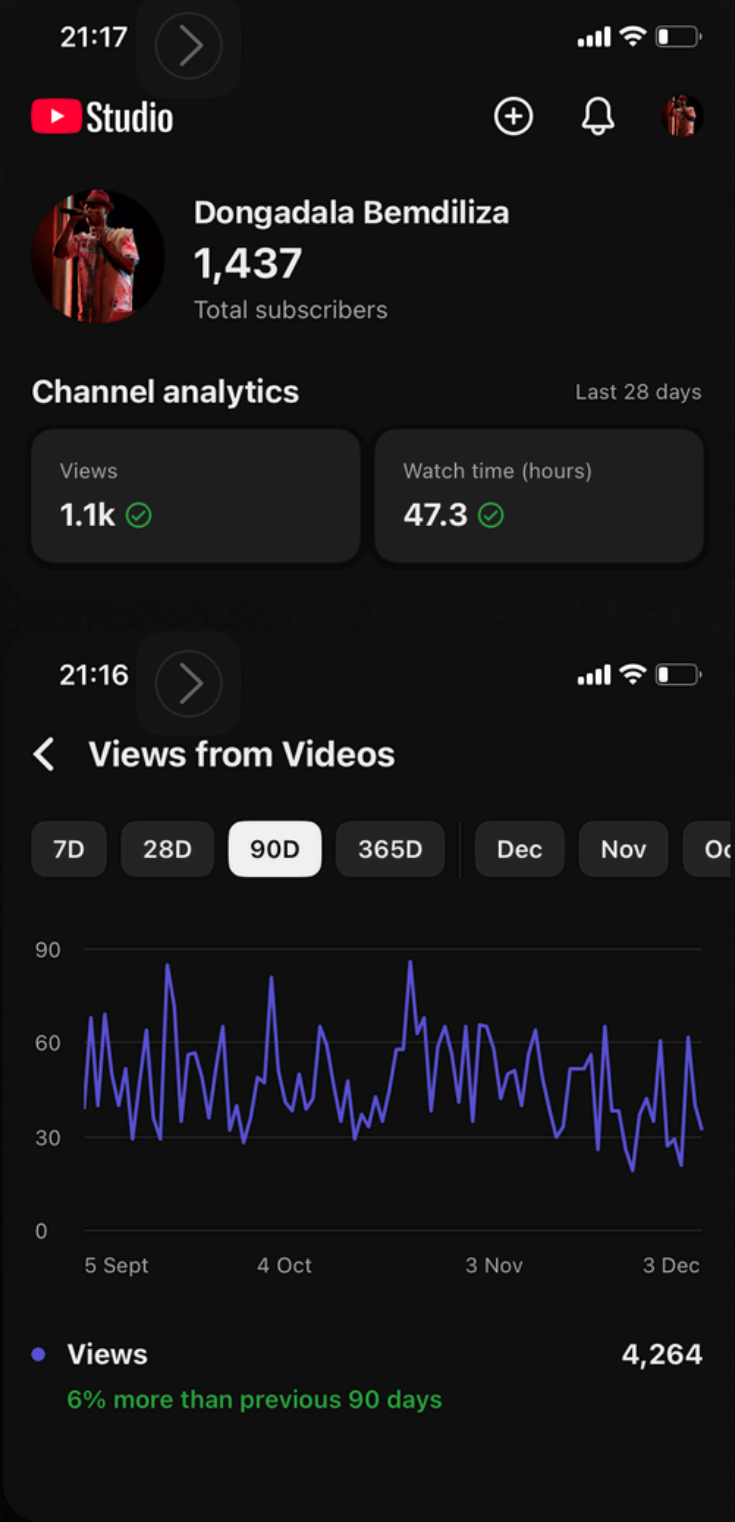 21:17
Studio
Dongadala Bemdiliza
1,437
Total subscribers
Channel analytics Last 28 days
Views Watch time (hours)
1.1k 47.3
21:16
Views from Videos
7D 28D 90D 365D Dec Nov Oc
90
60
30
0
5 Sept 4 Oct 3 Nov 3 Dec
Views 4,264
6% more than previous 90 days